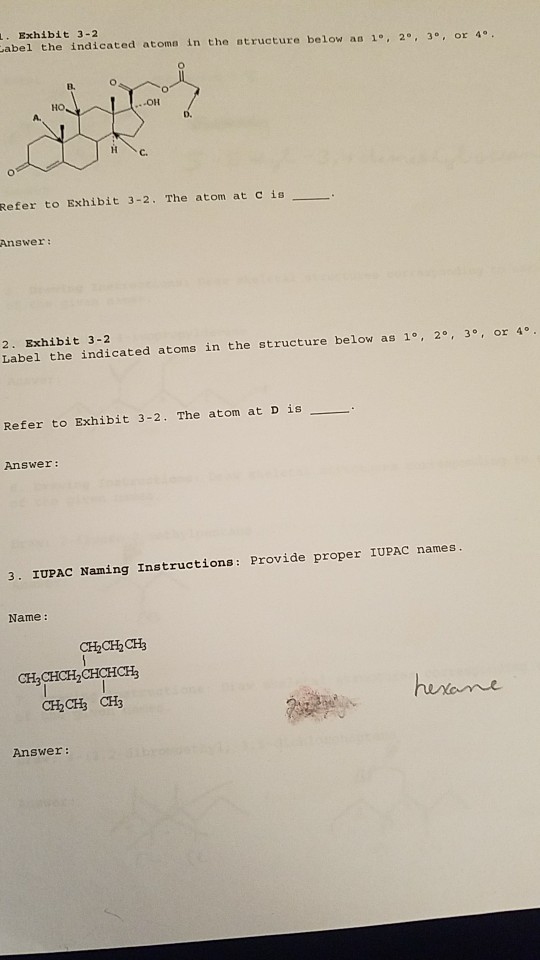 1. Exhibit 3-2
Label the indicated atoms in the structure below as 1°, 2°, 3°, or 4°.
B.
O
O
O
HO
OH
A.
D.
H
C.
O
Refer to Exhibit 3-2. The atom at C is ____.
Answer:
2. Exhibit 3-2
Label the indicated atoms in the structure below as 1°, 2°, 3°, or 4°.
Refer to Exhibit 3-2. The atom at D is ____.
Answer:
3. IUPAC Naming Instructions: Provide proper IUPAC names.
Name:
CH2CH2CH3
CH3CHCH2CHCHCH3
CH2CH3 CH3
hexane
Answer: